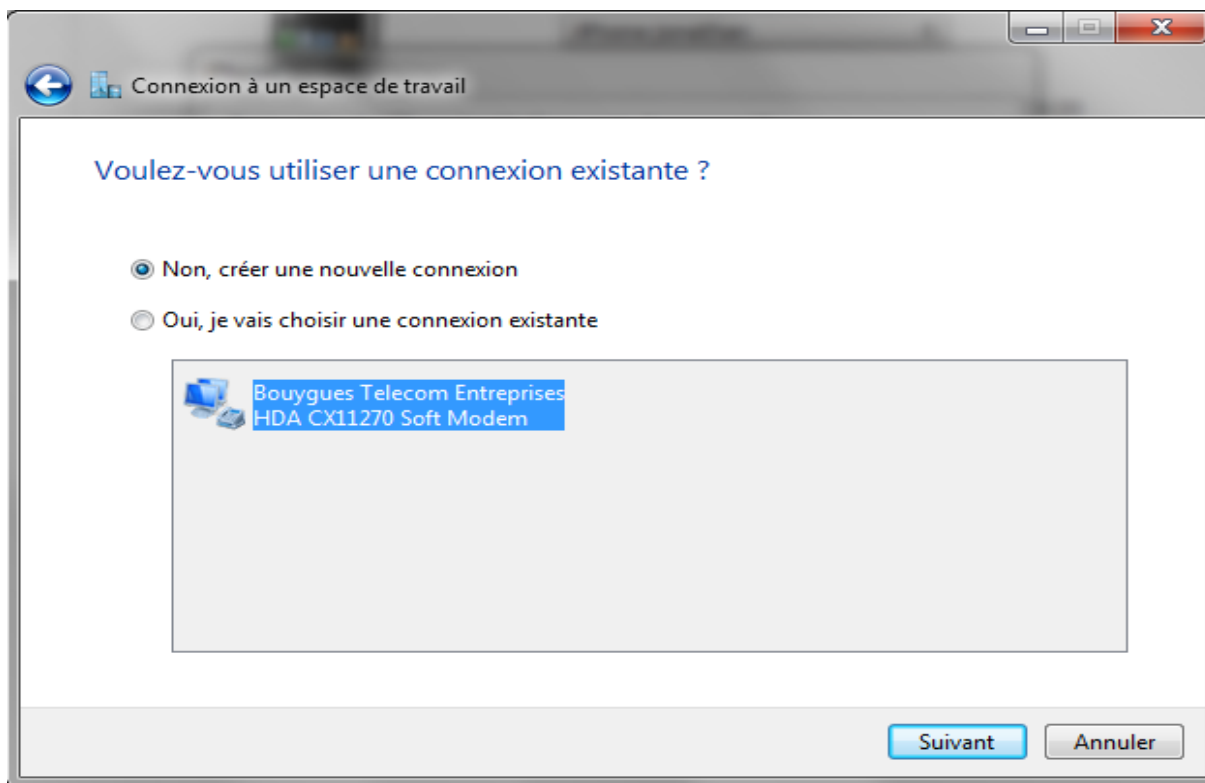 Connexion à un espace de travail
Voulez-vous utiliser une connexion existante ?
Non, créer une nouvelle connexion
Oui, je vais choisir une connexion existante
Bouygues Telecom Entreprises
HDA CX11270 Soft Modem
Suivant Annuler